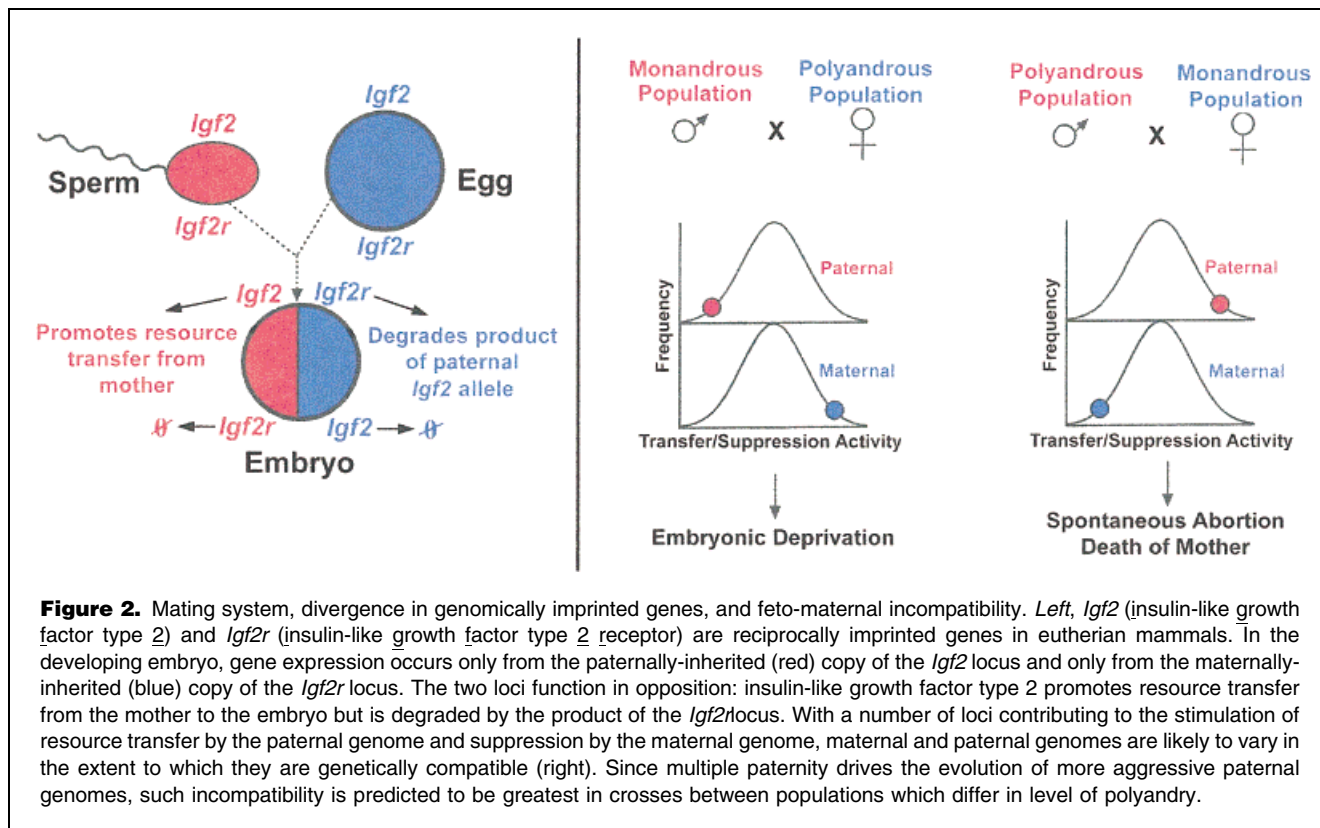 Igf2
Sperm
Igf2r
Igf2
Egg
Igf2r
Igf2
Igf2r
Promotes resource
transfer from
mother
Degrades product
of paternal
Igf2 allele
Igf2r
Igf2
Embryo
Monandrous
Population
X
Polyandrous
Population
Frequency
Paternal
Maternal
Transfer/Suppression Activity
Embryonic Deprivation
Polyandrous
Population
X
Monandrous
Population
Frequency
Paternal
Maternal
Transfer/Suppression Activity
Spontaneous Abortion
Death of Mother
Figure 2. Mating system, divergence in genomically imprinted genes, and feto-maternal incompatibility. Left, Igf2 (insulin-like growth
factor type 2) and Igf2r (insulin-like growth factor type 2 receptor) are reciprocally imprinted genes in eutherian mammals. In the
developing embryo, gene expression occurs only from the paternally-inherited (red) copy of the Igf2 locus and only from the maternally-
inherited (blue) copy of the Igf2r locus. The two loci function in opposition: insulin-like growth factor type 2 promotes resource transfer
from the mother to the embryo but is degraded by the product of the Igf2rlocus. With a number of loci contributing to the stimulation of
resource transfer by the paternal genome and suppression by the maternal genome, maternal and paternal genomes are likely to vary in
the extent to which they are genetically compatible (right). Since multiple paternity drives the evolution of more aggressive paternal
genomes, such incompatibility is predicted to be greatest in crosses between populations which differ in level of polyandry.